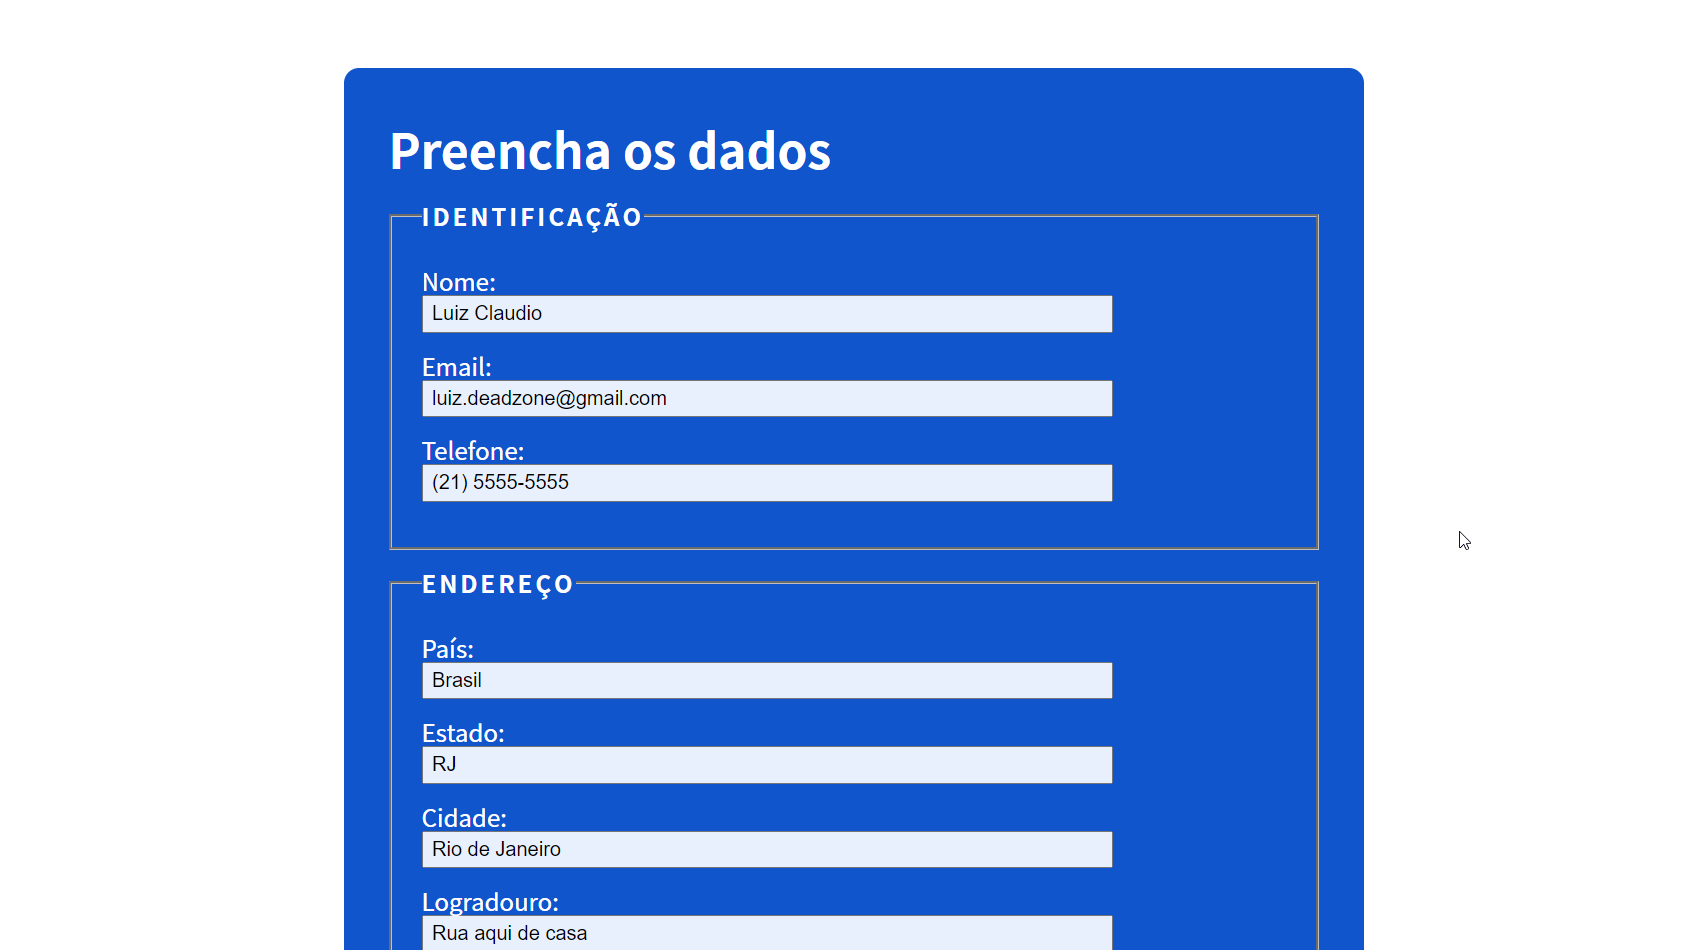 Preencha os dados
IDENTIFICAÇÃO
Nome:
Luiz Claudio
Email:
luiz.deadzone@gmail.com
Telefone:
(21) 5555-5555
ENDEREÇO
País:
Brasil
Estado:
RJ
Cidade:
Rio de Janeiro
Logradouro:
Rua aqui de casa